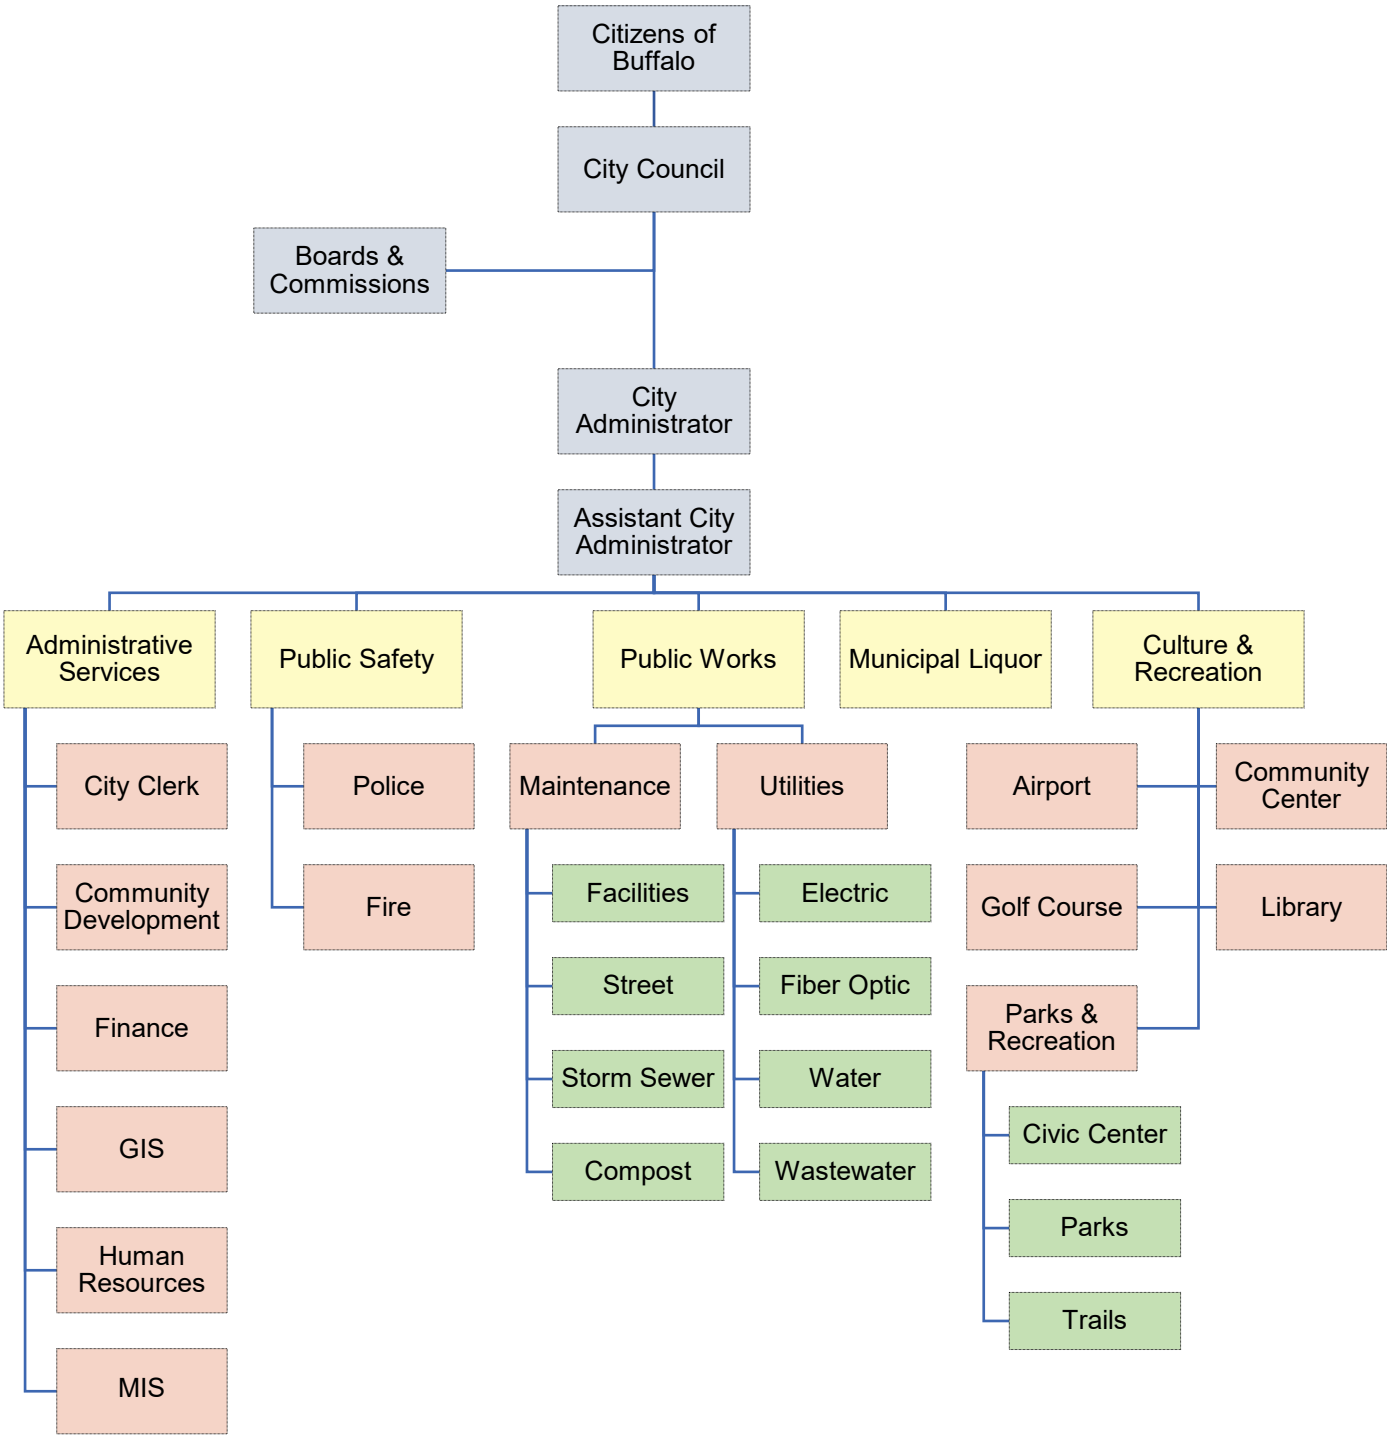 Citizens of
Buffalo
City Council
Boards &
Commissions
City
Administrator
Assistant City
Administrator
Administrative
Services
Public Safety
Public Works
Municipal Liquor
Culture &
Recreation
City Clerk
Community
Development
Finance
GIS
Human
Resources
MIS
Police
Fire
Maintenance
Facilities
Street
Storm Sewer
Compost
Utilities
Electric
Fiber Optic
Water
Wastewater
Airport
Community
Center
Golf Course
Library
Parks &
Recreation
Civic Center
Parks
Trails